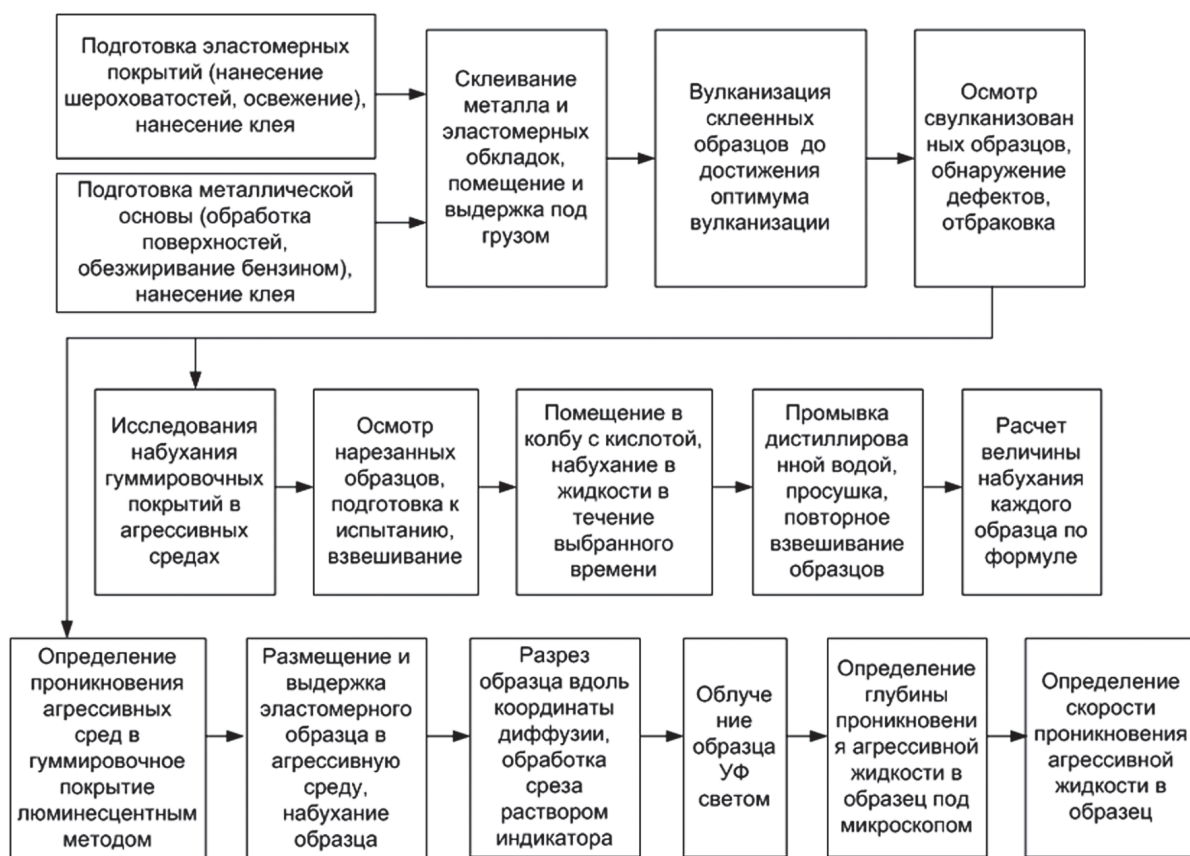 Подготовка эластомерных
покрытий (нанесение
шероховатостей, освежение),
нанесение клея
Подготовка металлической
основы (обработка
поверхностей,
обезжиривание бензином),
нанесение клея
Склеивание
металла и
эластомерных
обкладок,
помещение и
выдержка под
грузом
Вулканизация
склеенных
образцов до
достижения
оптимума
вулканизации
Осмотр
свулканизован
ных образцов,
обнаружение
дефектов,
отбраковка
Исследования
набухания
гуммировочных
покрытий в
агрессивных
средах
Осмотр
нарезанных
образцов,
подготовка к
испытанию,
взвешивание
Помещение в
колбу с кислотой,
набухание в
жидкости в
течение
выбранного
времени
Промывка
дистиллирова
нной водой,
просушка,
повторное
взвешивание
образцов
Расчет
величины
набухания
каждого
образца по
формуле
Определение
проникновения
агрессивных
сред в
гуммировочное
покрытие
люминесцентным
методом
Размещение и
выдержка
эластомерного
образца в
агрессивную
среду,
набухание
образца
Разрез
образца вдоль
координаты
диффузии,
обработка
среза
раствором
индикатора
Облуче
ние
образца
УФ
светом
Определение
глубины
проникновени
я агрессивной
жидкости в
образец под
микроскопом
Определение
скорости
проникновения
агрессивной
жидкости в
образец